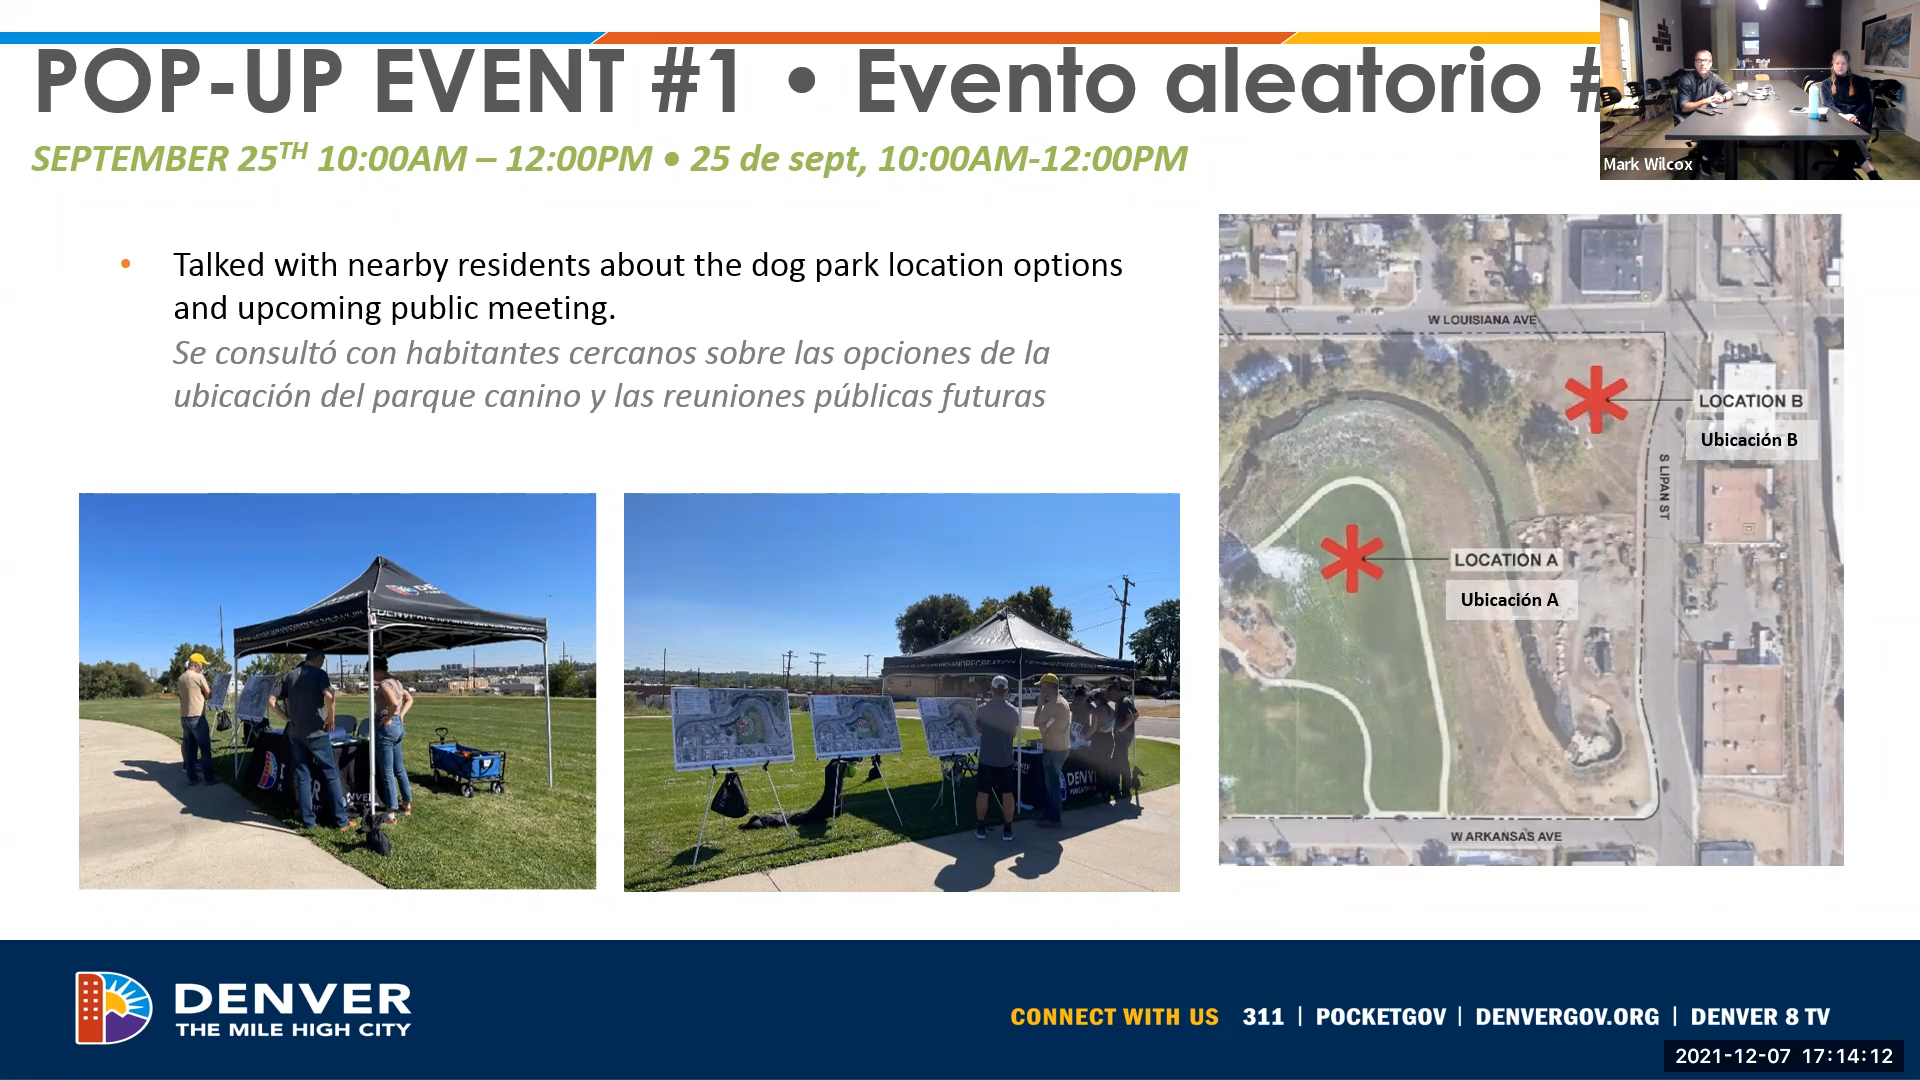 POP-UP EVENT #1 • Evento aleatorio #
Mark Wilcox
SEPTEMBER 25TH 10:00AM – 12:00PM • 25 de sept, 10:00AM-12:00PM
• Talked with nearby residents about the dog park location options
and upcoming public meeting.
Se consultó con habitantes cercanos sobre las opciones de la
ubicación del parque canino y las reuniones públicas futuras
W LOUISIANA AVE
LOCATION B
Ubicación B
S LIPAN ST
LOCATION A
Ubicación A
W ARKANSAS AVE
DENVER
THE MILE HIGH CITY
CONNECT WITH US 311 | POCKETGOV | DENVERGOV.ORG | DENVER 8 TV
2021-12-07 17:14:12